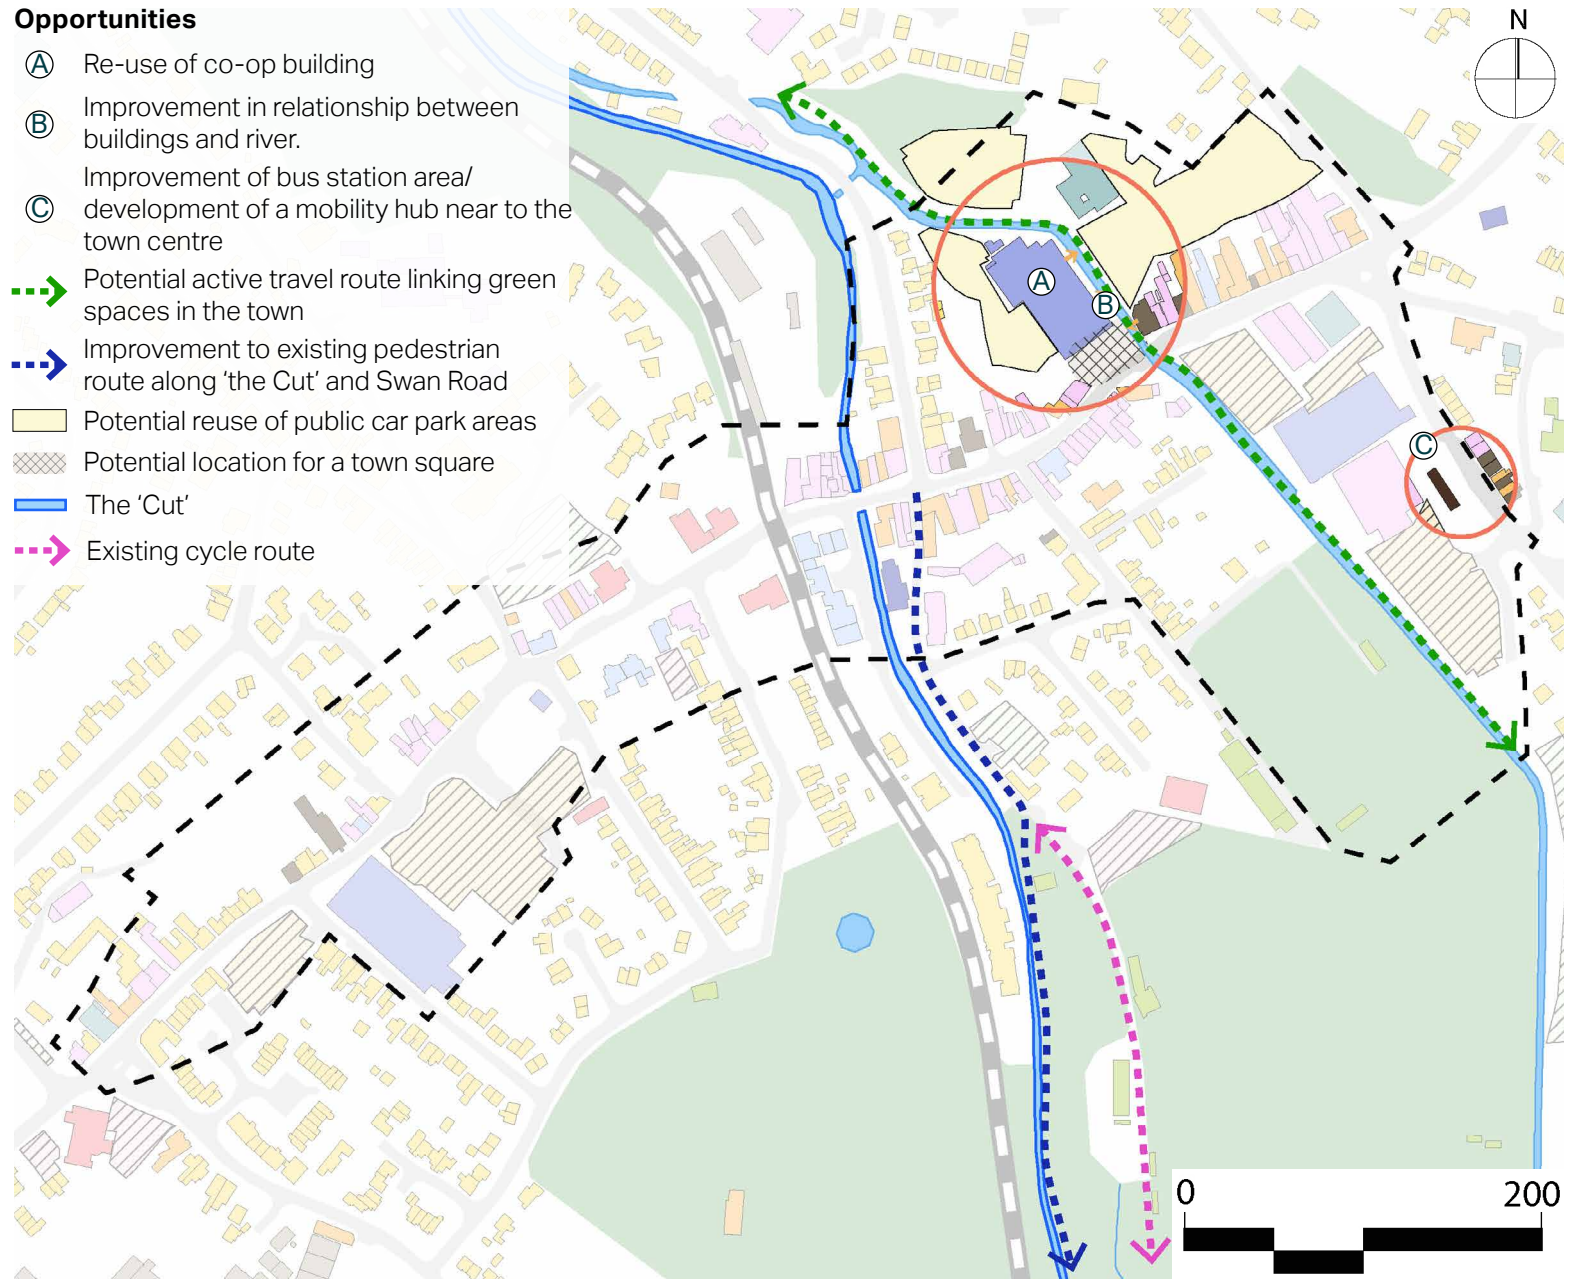 Opportunities
A Re-use of co-op building
B Improvement in relationship between
buildings and river.
C Improvement of bus station area/
development of a mobility hub near to the
town centre
Potential active travel route linking green
spaces in the town
Improvement to existing pedestrian
route along ‘the Cut’ and Swan Road
Potential reuse of public car park areas
Potential location for a town square
The ‘Cut’
Existing cycle route
N
A
B
C
0 200